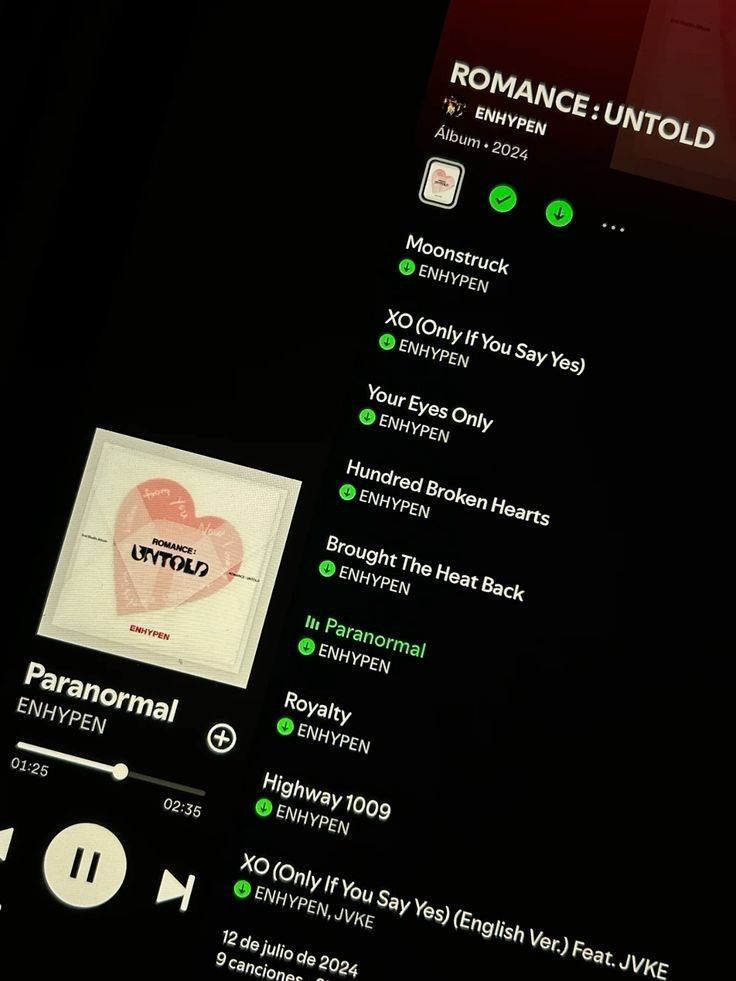 ROMANCE : UNTOLD
ENHYPEN
Álbum • 2024
Moonstruck
ENHYPEN
XO (Only If You Say Yes)
ENHYPEN
Your Eyes Only
ENHYPEN
Hundred Broken Hearts
ENHYPEN
Brought The Heat Back
ENHYPEN
Paranormal
ENHYPEN
Royalty
ENHYPEN
Highway 1009
ENHYPEN
XO (Only If You Say Yes) (English Ver.) Feat. JVKE
ENHYPEN, JVKE
12 de julio de 2024
9 canciones
ROMANCE:
UNTOLD
ENHYPEN
Paranormal
ENHYPEN
01:25
02:35